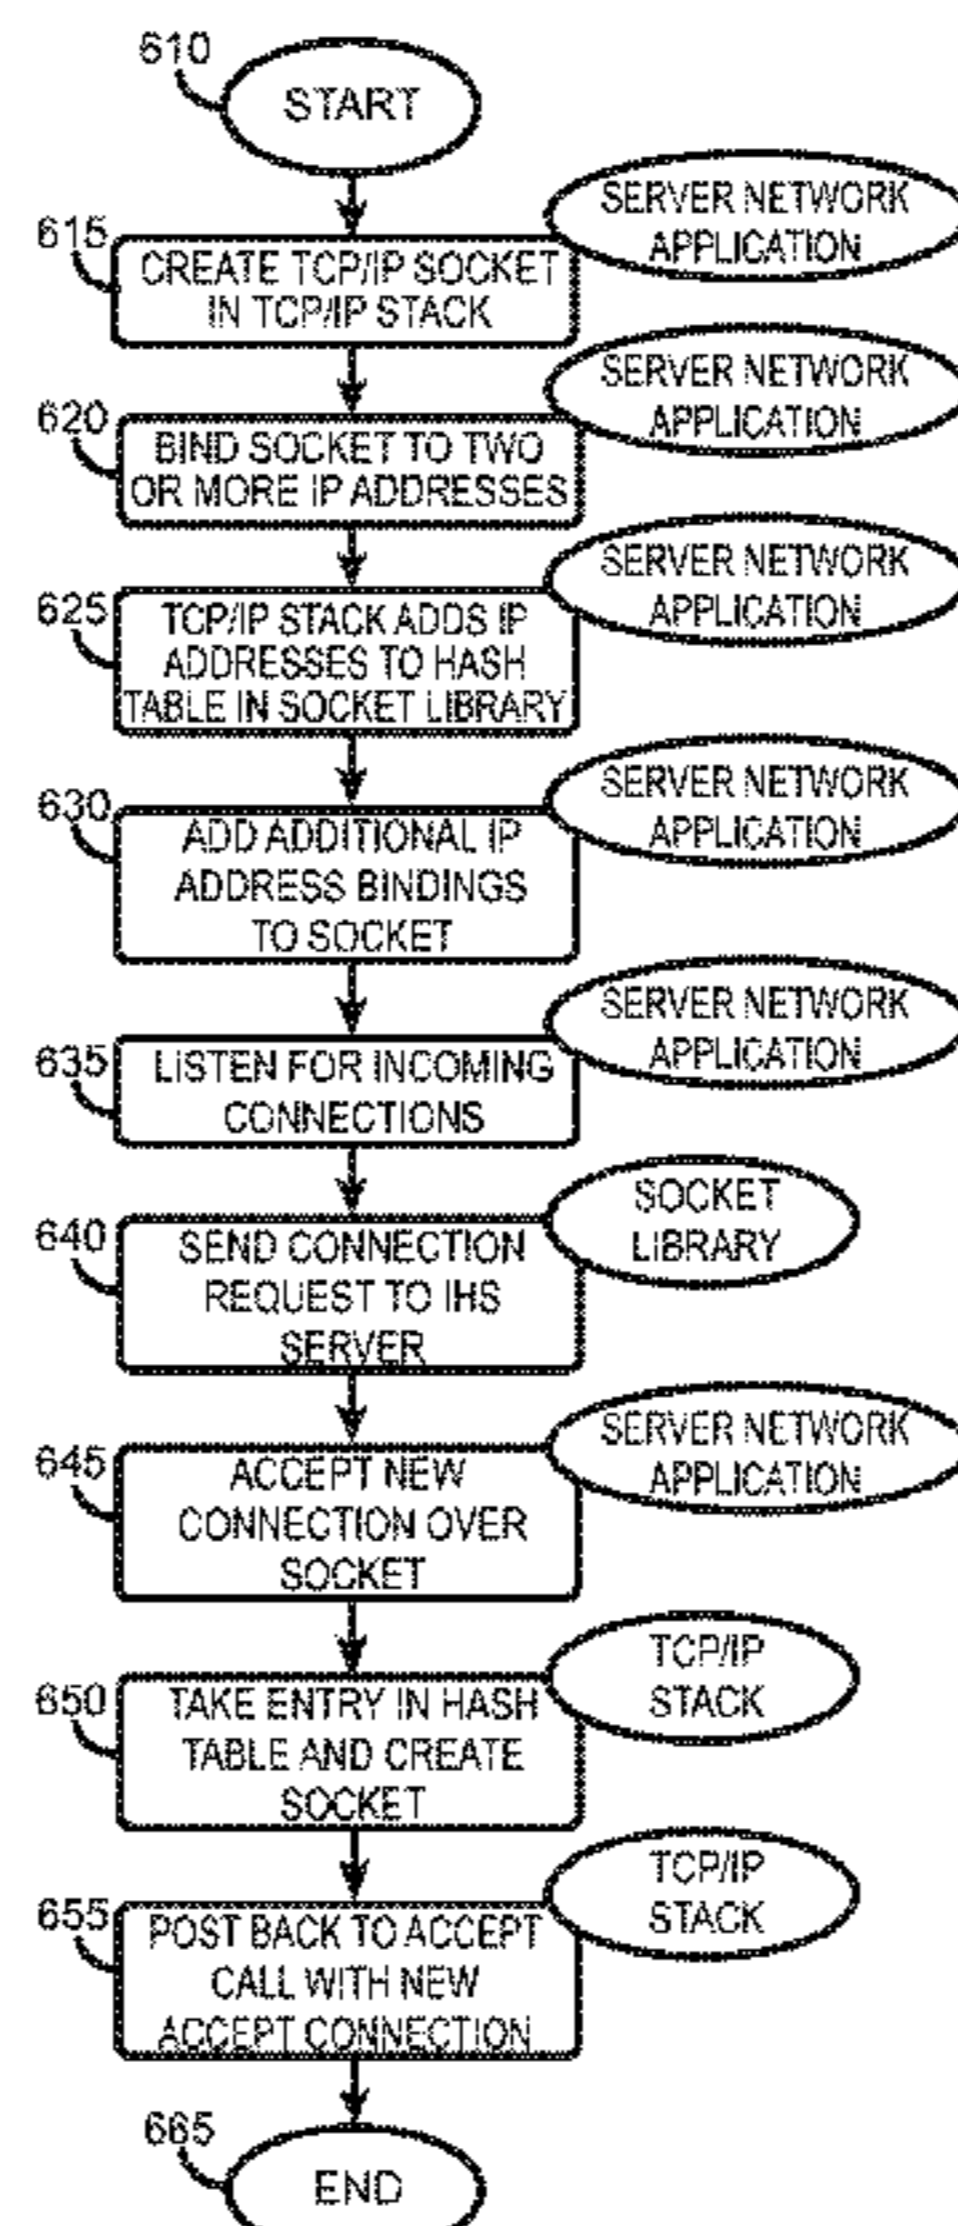 610
START
SERVER NETWORK
APPLICATION
615
CREATE TCP/IP SOCKET
IN TCP/IP STACK
SERVER NETWORK
APPLICATION
620
BIND SOCKET TO TWO
OR MORE IP ADDRESSES
SERVER NETWORK
APPLICATION
625
TCP/IP STACK ADDS IP
ADDRESSES TO HASH
TABLE IN SOCKET LIBRARY
SERVER NETWORK
APPLICATION
630
ADD ADDITIONAL IP
ADDRESS BINDINGS
TO SOCKET
SERVER NETWORK
APPLICATION
635
LISTEN FOR INCOMING
CONNECTIONS
SOCKET
LIBRARY
640
SEND CONNECTION
REQUEST TO IHS
SERVER
SERVER NETWORK
APPLICATION
645
ACCEPT NEW
CONNECTION OVER
SOCKET
TCP/IP
STACK
650
TAKE ENTRY IN HASH
TABLE AND CREATE
SOCKET
TCP/IP
STACK
655
POST BACK TO ACCEPT
CALL WITH NEW
ACCEPT CONNECTION
665
END